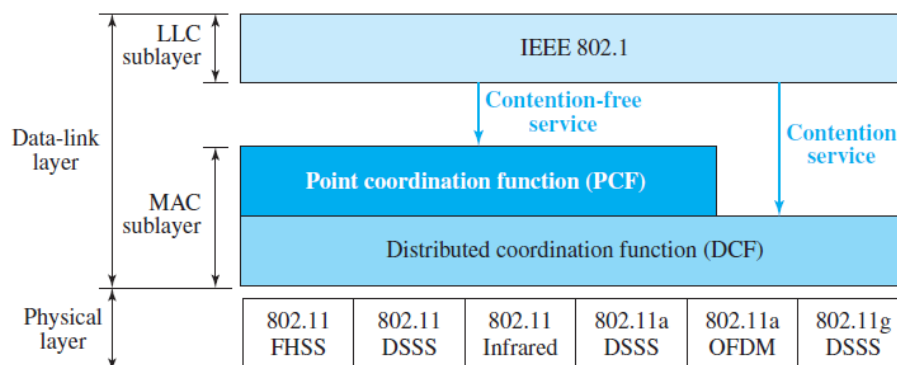 LLC
sublayer
IEEE 802.1
Contention-free
service
Contention
service
Data-link
layer
MAC
sublayer
Point coordination function (PCF)
Distributed coordination function (DCF)
Physical
layer
802.11
FHSS
802.11
DSSS
802.11
Infrared
802.11a
DSSS
802.11a
OFDM
802.11g
DSSS